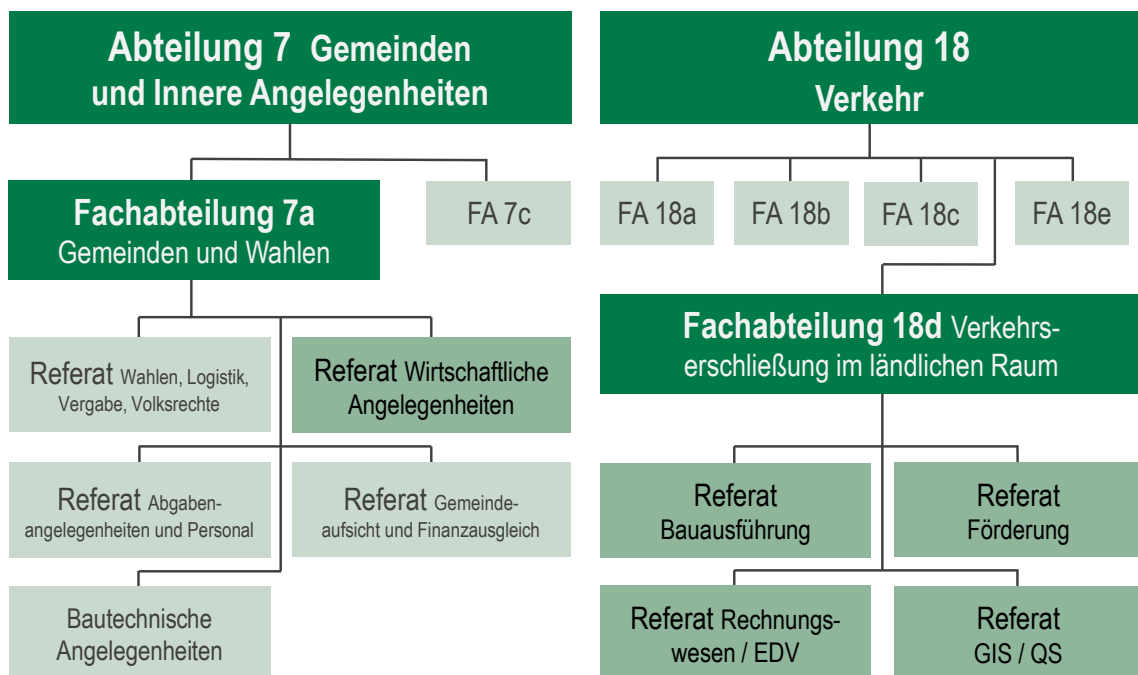 Abteilung 7 Gemeinden
und Innere Angelegenheiten
Fachabteilung 7a
Gemeinden und Wahlen
FA 7c
Referat Wahlen, Logistik,
Vergabe, Volksrechte
Referat Wirtschaftliche
Angelegenheiten
Referat Abgaben-
angelegenheiten und Personal
Referat Gemeinde-
aufsicht und Finanzausgleich
Bautechnische
Angelegenheiten
Abteilung 18
Verkehr
FA 18a
FA 18b
FA 18c
FA 18e
Fachabteilung 18d Verkehrs-
erschließung im ländlichen Raum
Referat
Bauausführung
Referat
Förderung
Referat Rechnungs-
wesen / EDV
Referat
GIS / QS